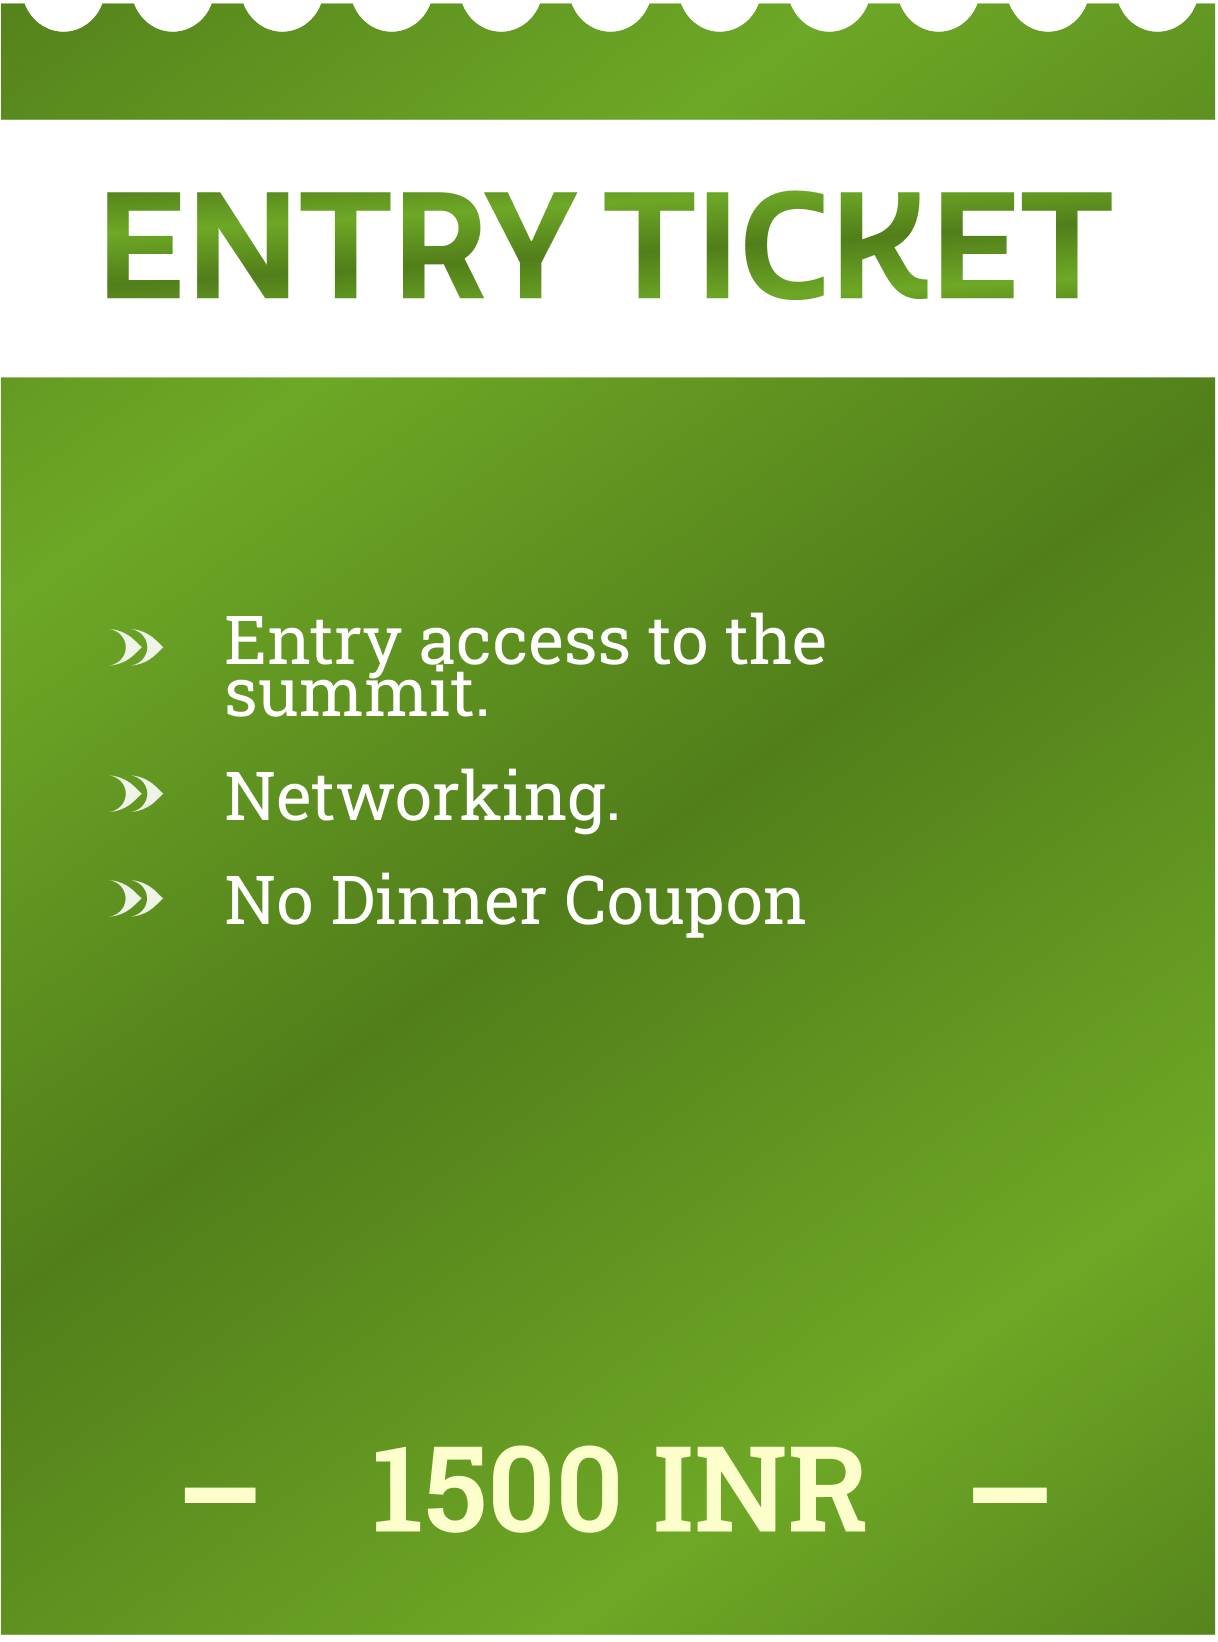 ENTRY TICKET
Entry access to the
summit.
Networking.
No Dinner Coupon
1500 INR